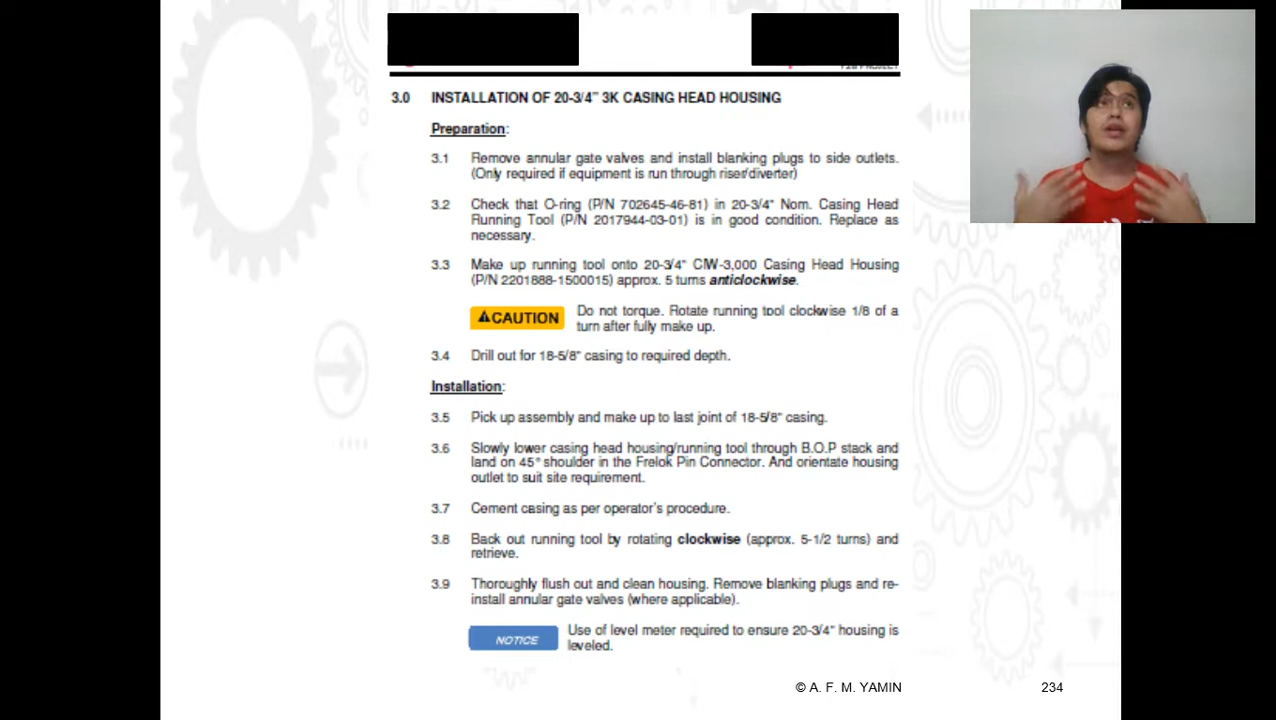 3.0 INSTALLATION OF 20-3/4" 3K CASING HEAD HOUSING
Preparation:
3.1 Remove annular gate valves and install blanking plugs to side outlets.
(Only required if equipment is run through riser/diverter)
3.2 Check that O-ring (P/N 702645-46-81) in 20-3/4" Nom. Casing Head
Running Tool (P/N 2017944-03-01) is in good condition. Replace as
necessary.
3.3 Make up running tool onto 20-3/4" CIW-3,000 Casing Head Housing
(P/N 2201888-1500015) approx. 5 turns anticlockwise.
CAUTION Do not torque. Rotate running tool clockwise 1/8 of a
turn after fully make up.
3.4 Drill out for 18-5/8" casing to required depth.
Installation:
3.5 Pick up assembly and make up to last joint of 18-5/8" casing.
3.6 Slowly lower casing head housing/running tool through B.O.P stack and
land on 45° shoulder in the Frelok Pin Connector. And orientate housing
outlet to suit site requirement.
3.7 Cement casing as per operator's procedure.
3.8 Back out running tool by rotating clockwise (approx. 5-1/2 turns) and
retrieve.
3.9 Thoroughly flush out and clean housing. Remove blanking plugs and re-
install annular gate valves (where applicable).
NOTICE Use of level meter required to ensure 20-3/4" housing is
leveled.
© A. F. M. YAMIN 234